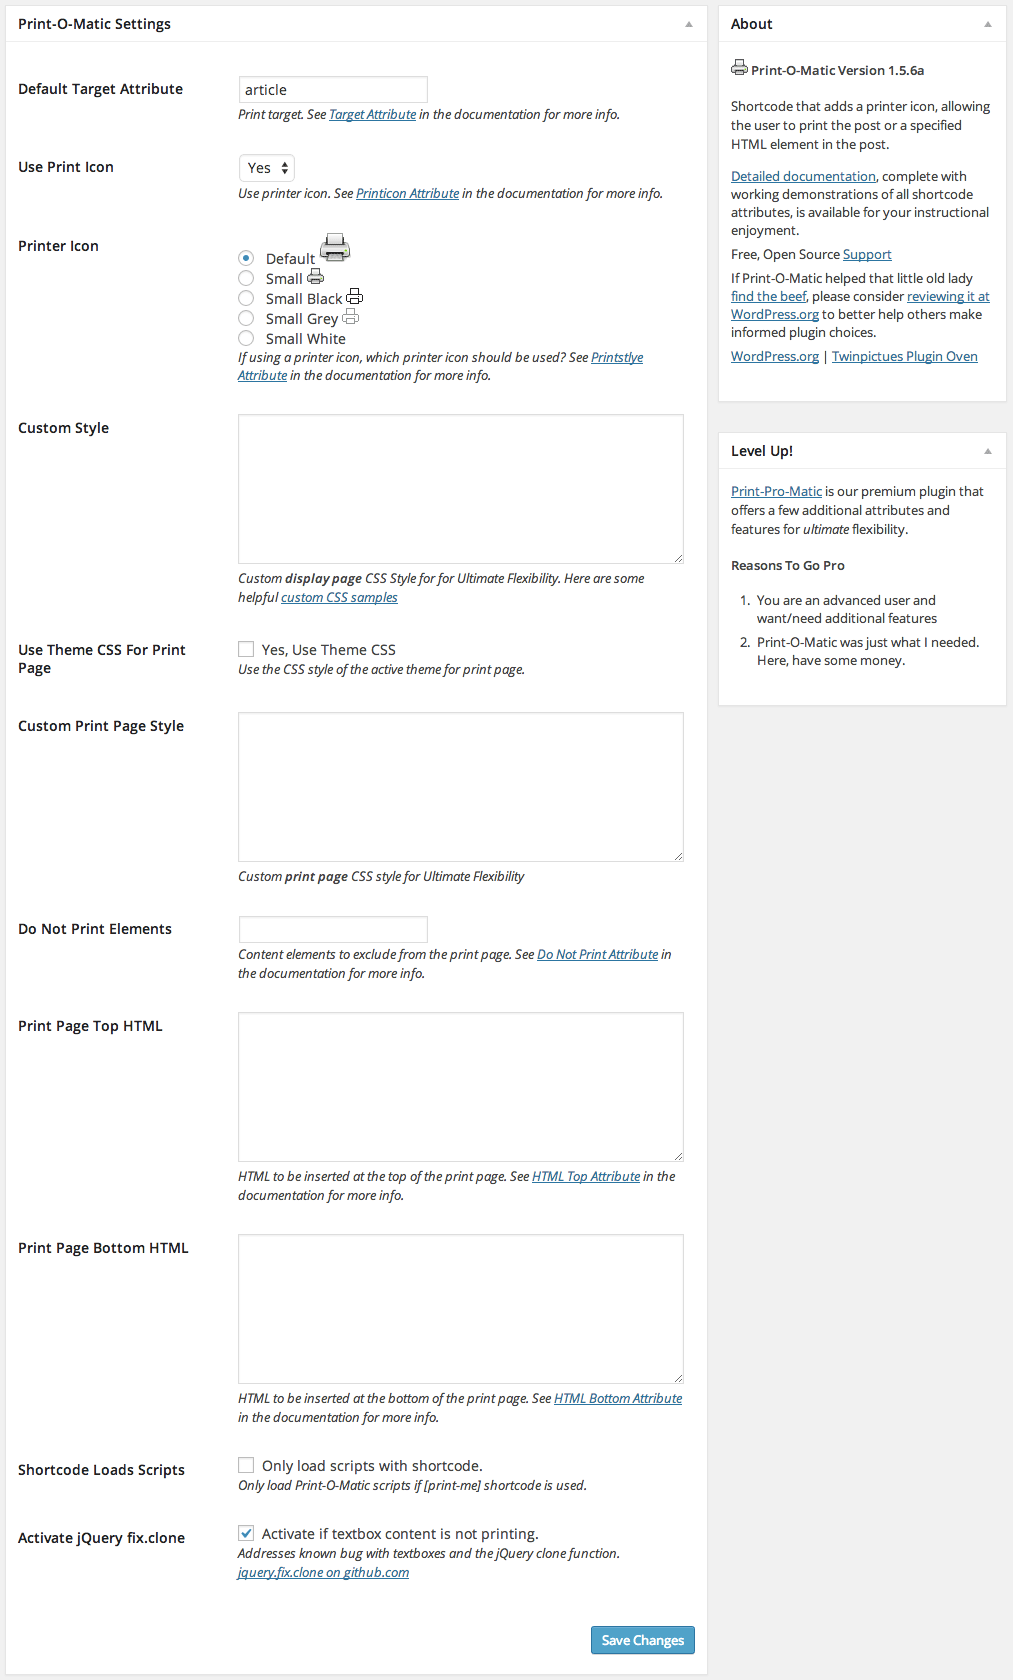 Print-O-Matic Settings
Default Target Attribute
article
Print target. See Target Attribute in the documentation for more info.
Use Print Icon
Yes
Use printer icon. See Printicon Attribute in the documentation for more info.
Printer Icon
Default
Small
Small Black
Small Grey
Small White
If using a printer icon, which printer icon should be used? See Printstlye
Attribute in the documentation for more info.
Custom Style
Custom display page CSS Style for for Ultimate Flexibility. Here are some
helpful custom CSS samples
Use Theme CSS For Print
Page
Yes, Use Theme CSS
Use the CSS style of the active theme for print page.
Custom Print Page Style
Custom print page CSS style for Ultimate Flexibility
Do Not Print Elements
Content elements to exclude from the print page. See Do Not Print Attribute in
the documentation for more info.
Print Page Top HTML
HTML to be inserted at the top of the print page. See HTML Top Attribute in the
documentation for more info.
Print Page Bottom HTML
HTML to be inserted at the bottom of the print page. See HTML Bottom Attribute
in the documentation for more info.
Shortcode Loads Scripts
Only load scripts with shortcode.
Only load Print-O-Matic scripts if [print-me] shortcode is used.
Activate jQuery fix.clone
Activate if textbox content is not printing.
Addresses known bug with textboxes and the jQuery clone function.
jquery.fix.clone on github.com
Save Changes
About
Print-O-Matic Version 1.5.6a
Shortcode that adds a printer icon, allowing
the user to print the post or a specified
HTML element in the post.
Detailed documentation, complete with
working demonstrations of all shortcode
attributes, is available for your instructional
enjoyment.
Free, Open Source Support
If Print-O-Matic helped that little old lady
find the beef, please consider reviewing it at
WordPress.org to better help others make
informed plugin choices.
WordPress.org | Twinpictues Plugin Oven
Level Up!
Print-Pro-Matic is our premium plugin that
offers a few additional attributes and
features for ultimate flexibility.
Reasons To Go Pro
1. You are an advanced user and
want/need additional features
2. Print-O-Matic was just what I needed.
Here, have some money.